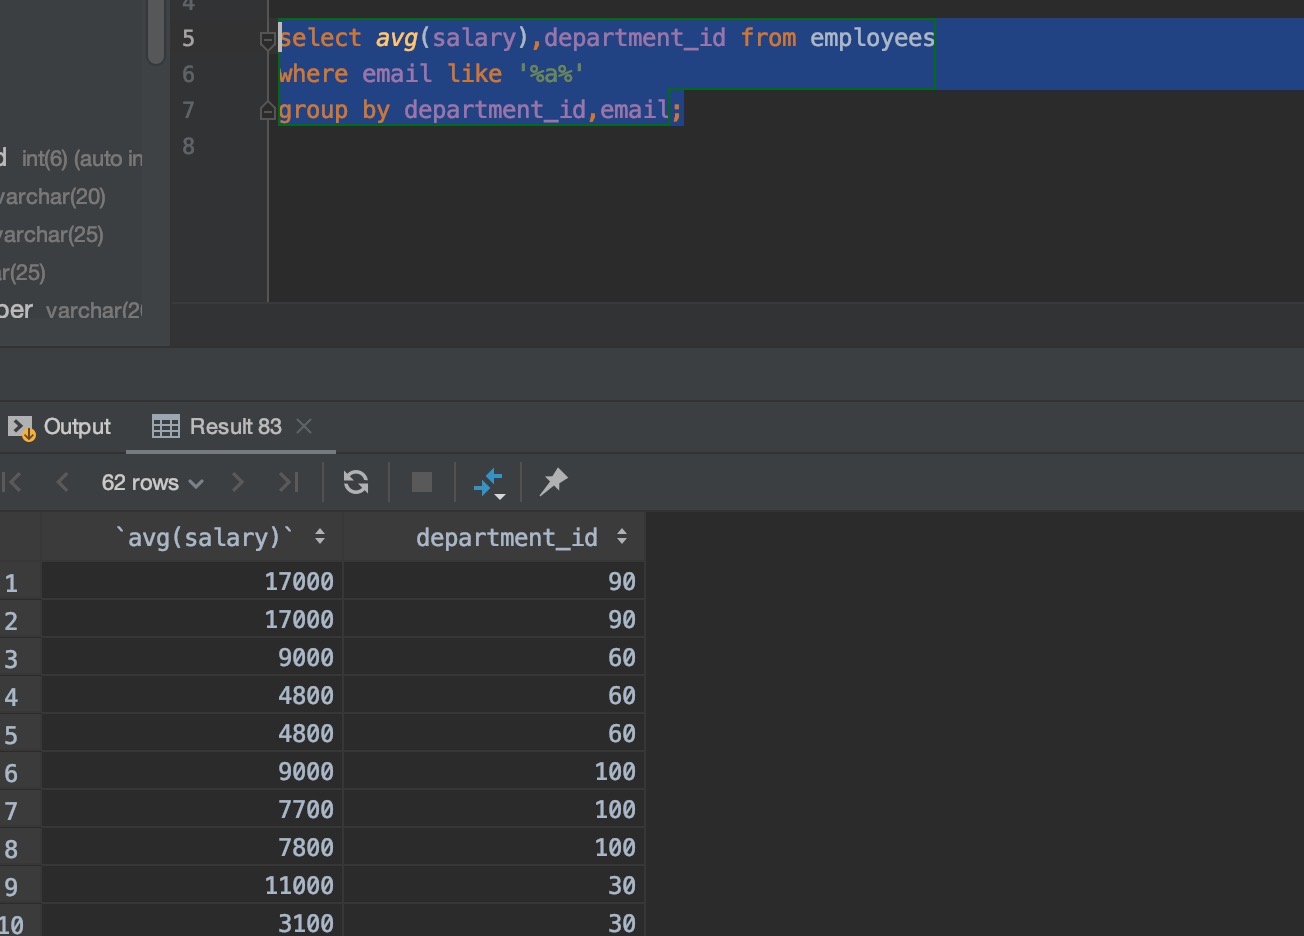 4
5 select avg(salary),department_id from employees
6 where email like '%a%'
7 group by department_id,email;
8
d int(6) (auto in
varchar(20)
varchar(25)
r(25)
ber varchar(20
Output Result 83
62 rows
`avg(salary)` department_id
1 17000 90
2 17000 90
3 9000 60
4 4800 60
5 4800 60
6 9000 100
7 7700 100
8 7800 100
9 11000 30
10 3100 30